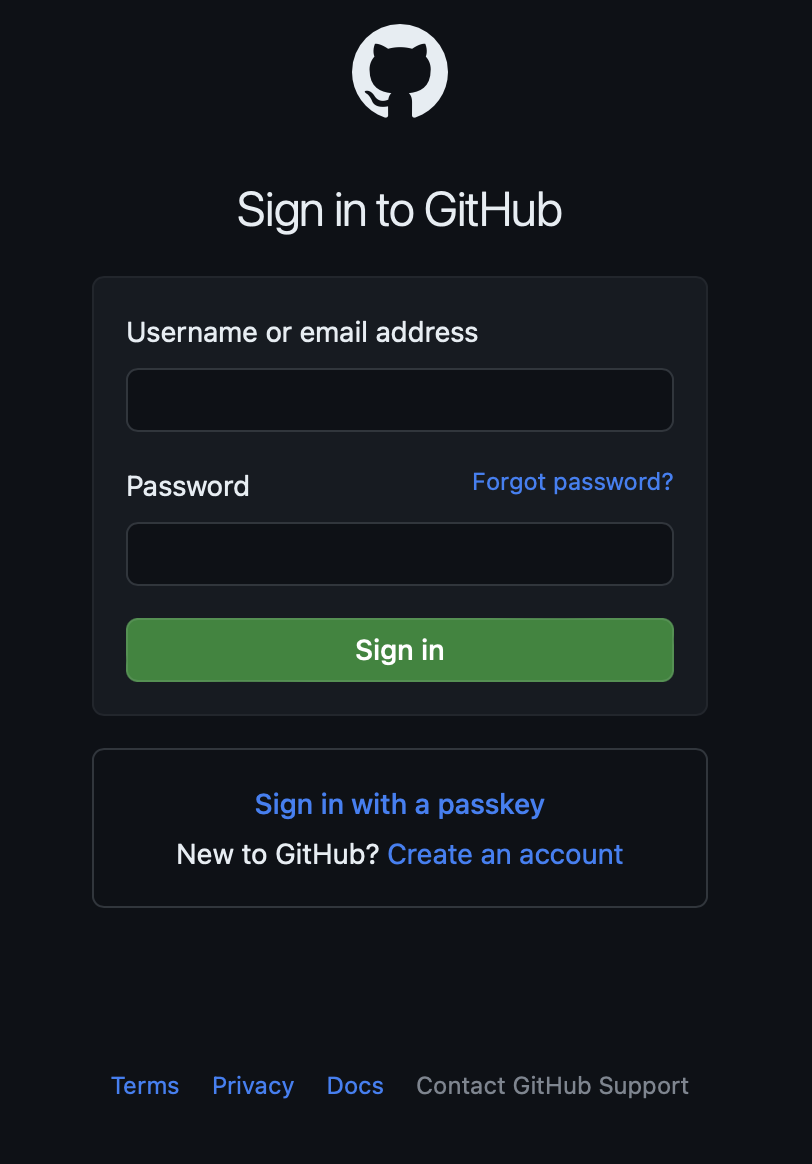 Sign in to GitHub
Username or email address
Password
Forgot password?
Sign in
Sign in with a passkey
New to GitHub? Create an account
Terms Privacy Docs Contact GitHub Support